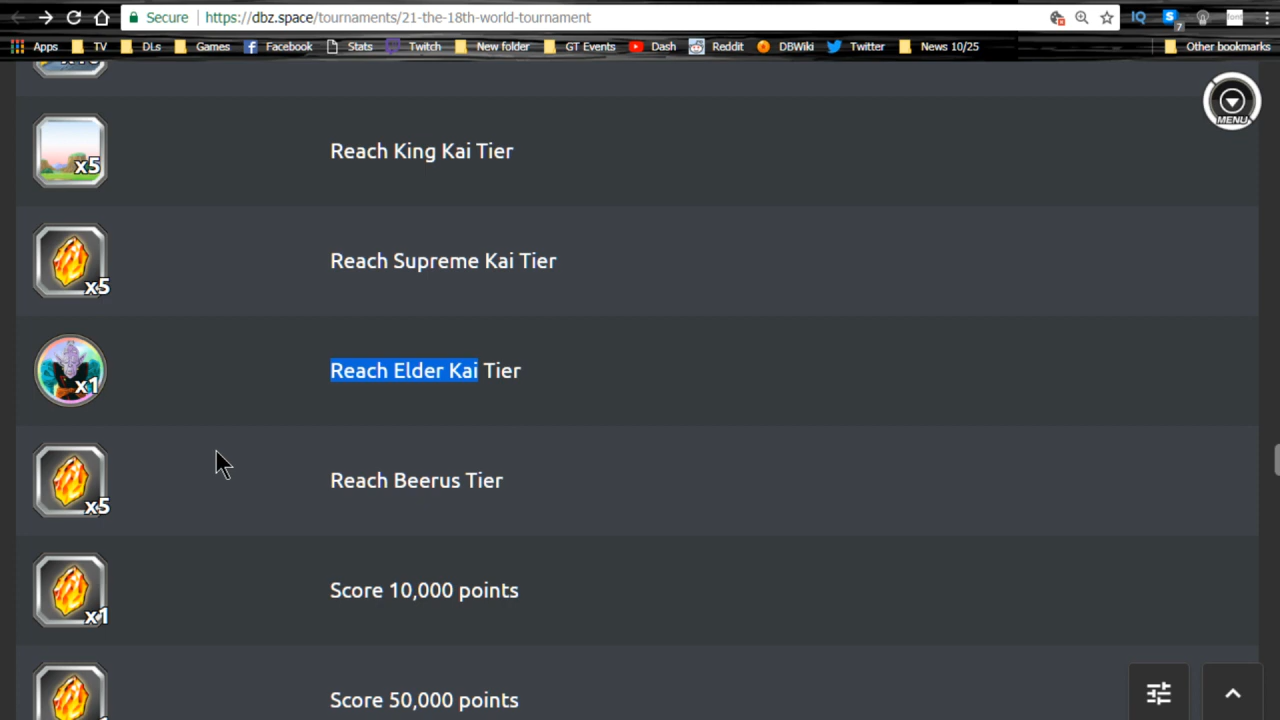 Secure https://dbz.space/tournaments/21-the-18th-world-tournament IQ S 7 font
Apps TV DLs Games Facebook Stats Twitch New folder GT Events Dash Reddit DBWiki Twitter News 10/25 Other bookmarks
MENU
x5 Reach King Kai Tier
x5 Reach Supreme Kai Tier
x1 Reach Elder Kai Tier
x5 Reach Beerus Tier
x1 Score 10,000 points
Score 50,000 points